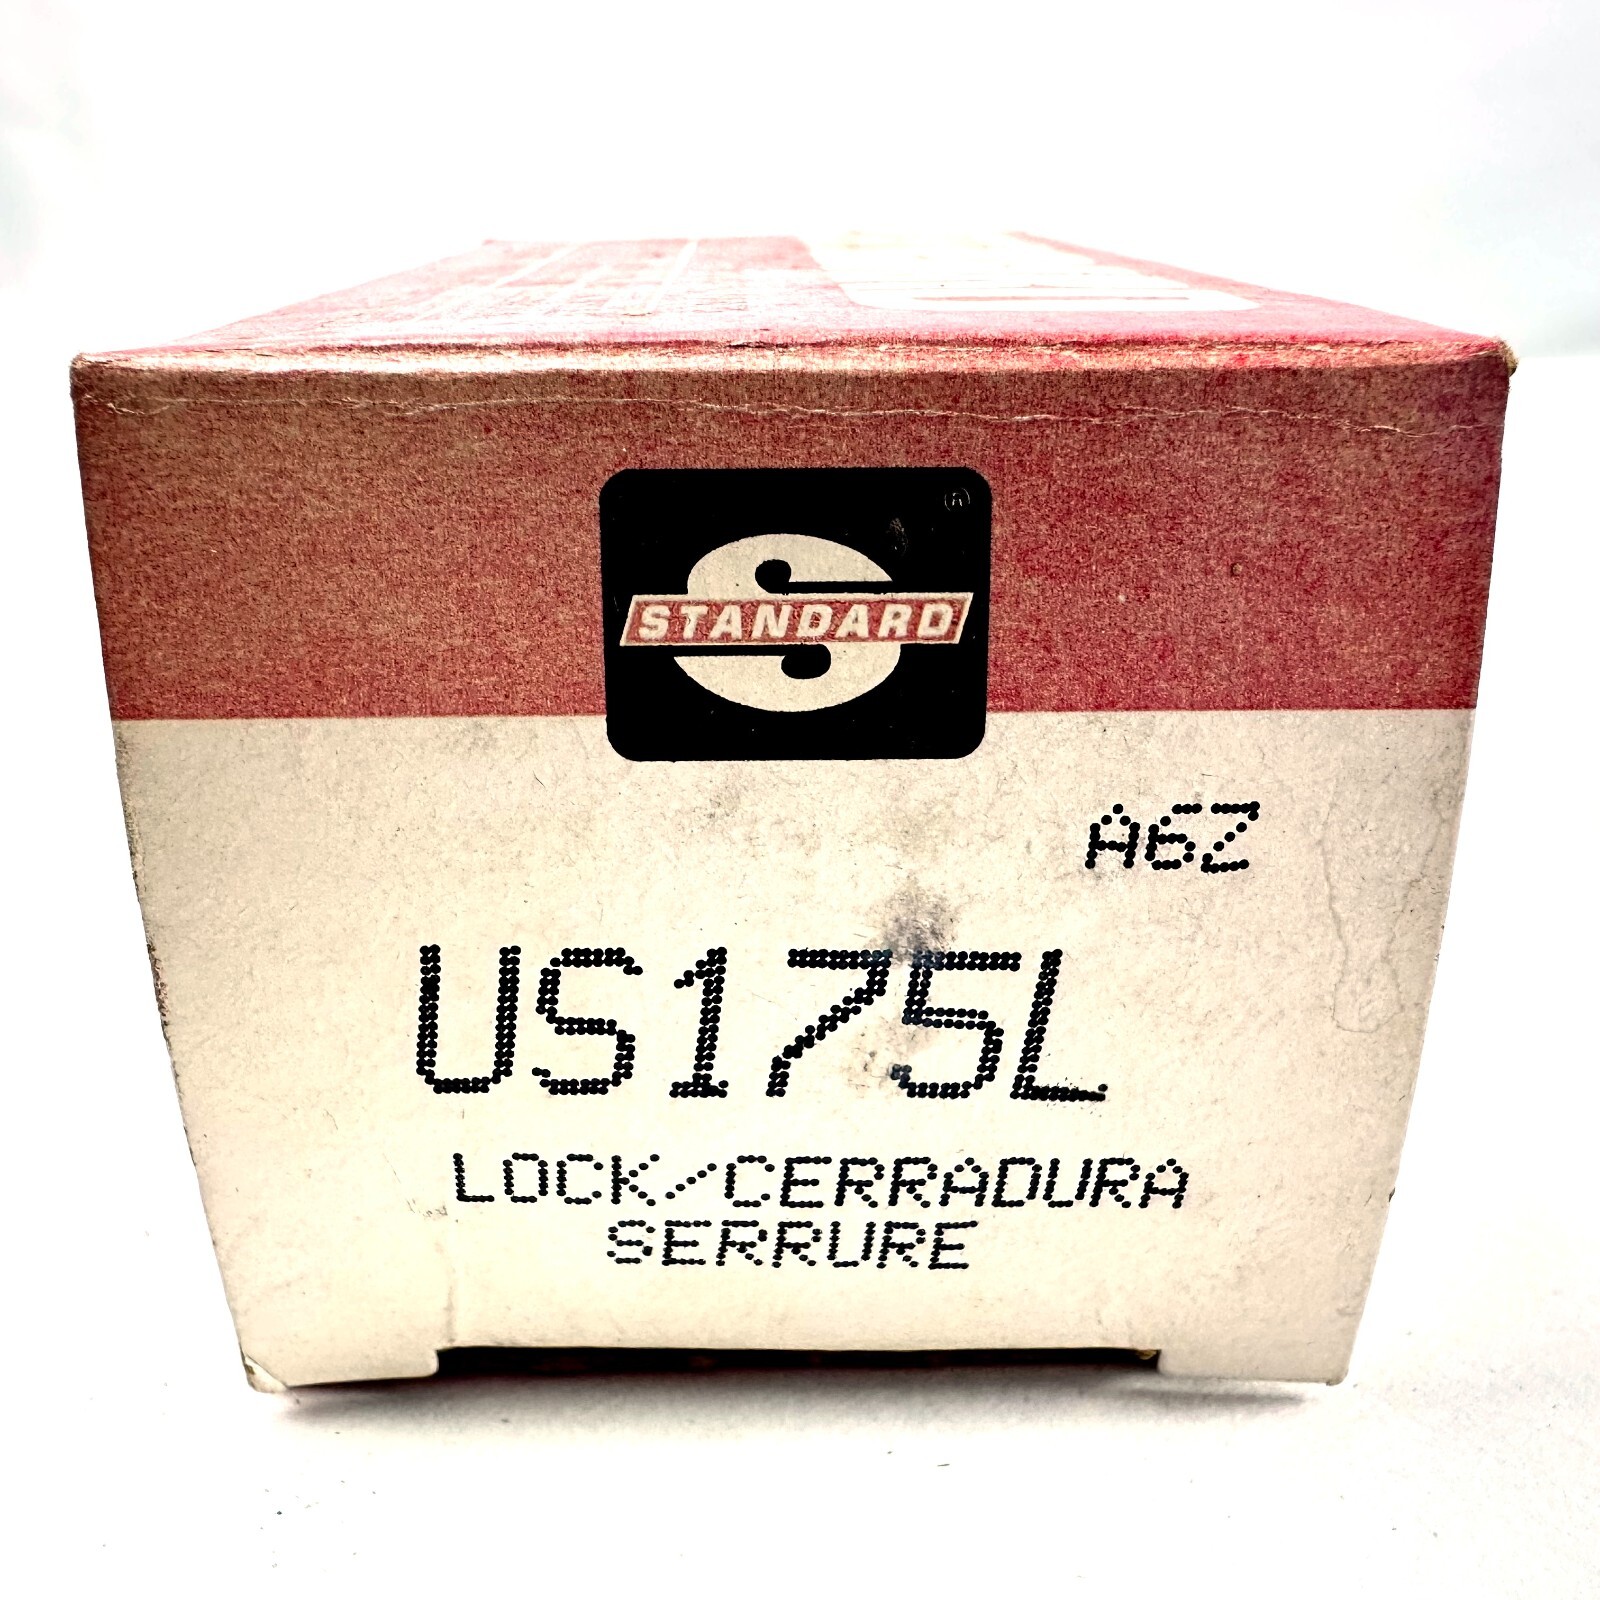 ®
STANDARD
A6Z
US175L
LOCK/CERRADURA
SERRURE